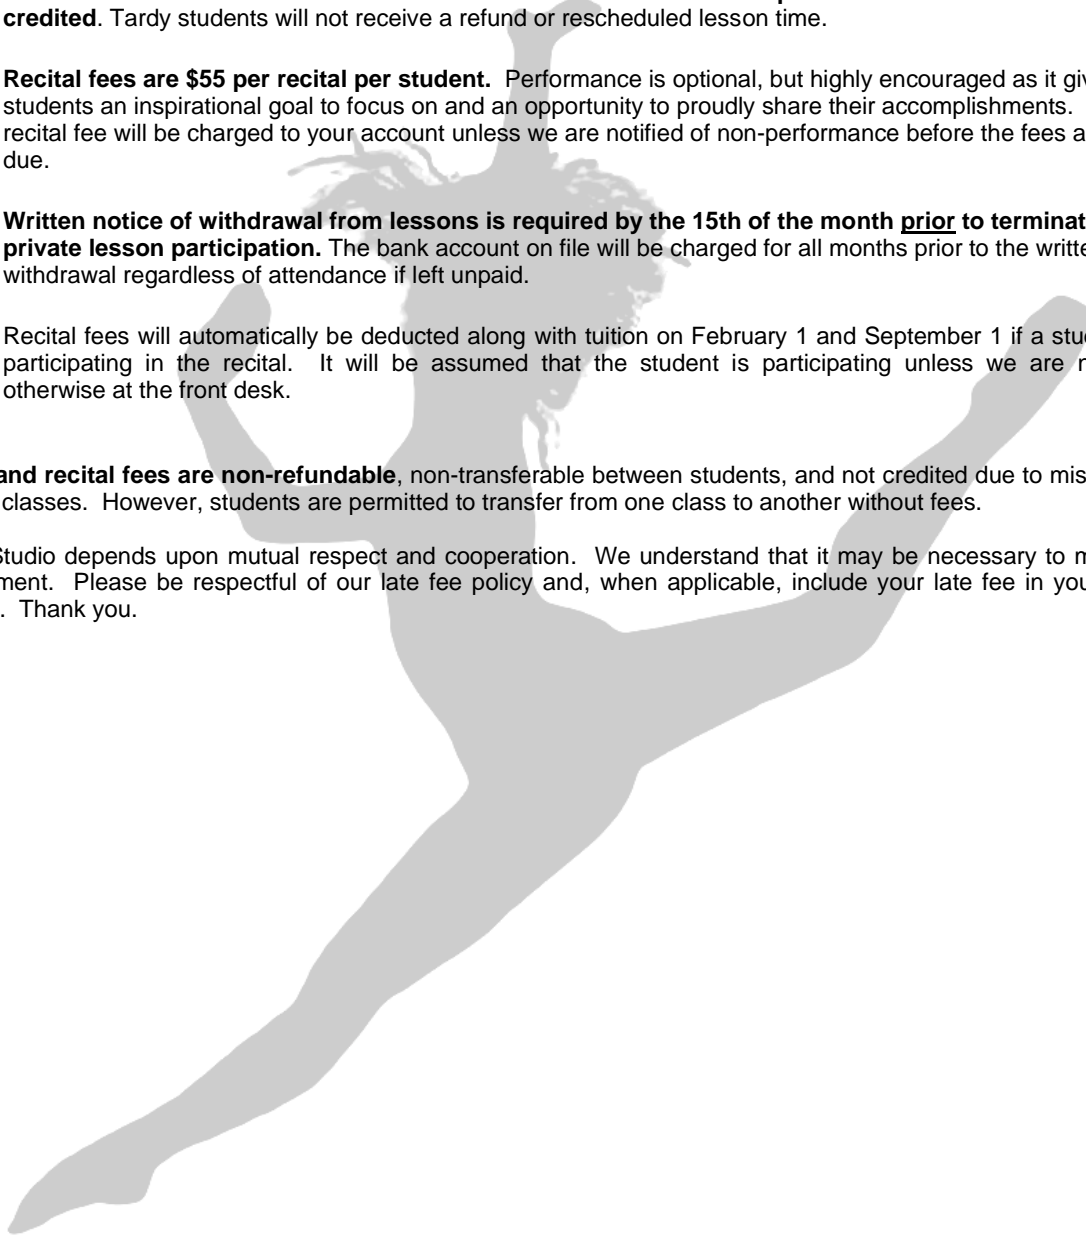 credited. Tardy students will not receive a refund or rescheduled lesson time.
Recital fees are $55 per recital per student. Performance is optional, but highly encouraged as it
students an inspirational goal to focus on and an opportunity to proudly share their accomplishments.
recital fee will be charged to your account unless we are notified of non-performance before the fees
due.
Written notice of withdrawal from lessons is required by the 15th of the month prior to
private lesson participation. The bank account on file will be charged for all months prior to the
withdrawal regardless of attendance if left unpaid.
Recital fees will automatically be deducted along with tuition on February 1 and September 1 if a
participating in the recital. It will be assumed that the student is participating unless we are
otherwise at the front desk.
and recital fees are non-refundable, non-transferable between students, and not credited due to
classes. However, students are permitted to transfer from one class to another without fees.
Studio depends upon mutual respect and cooperation. We understand that it may be necessary to
Please be respectful of our late fee policy and, when applicable, include your late fee in
. Thank you.